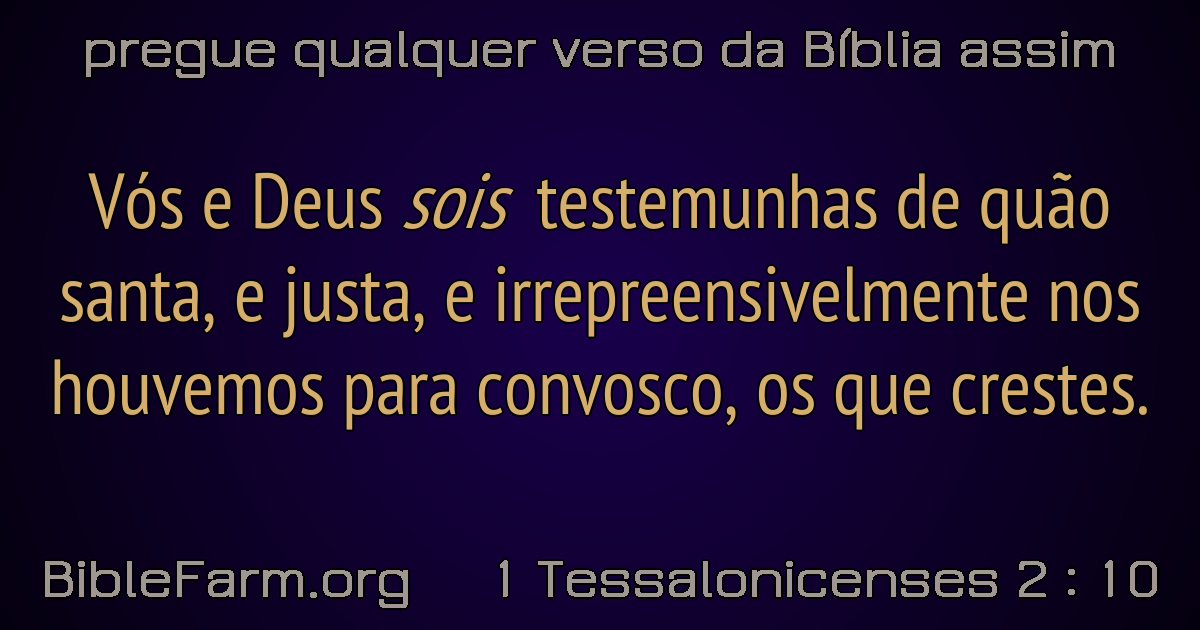 pregue qualquer verso da Bíblia assim
Vós e Deus sois testemunhas de quão
santa, e justa, e irrepreensivelmente nos
houvemos para convosco, os que crestes.
BibleFarm.org 1 Tessalonicenses 2 : 10